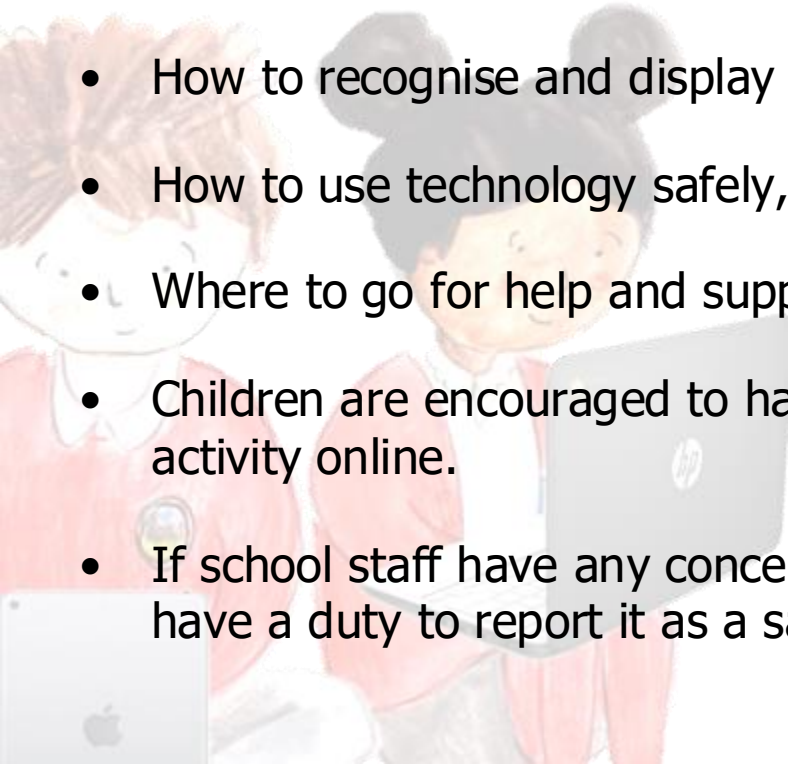 • How to recognise and display
• How to use technology safely,
• Where to go for help and supp
• Children are encouraged to ha
activity online.
• If school staff have any conce
have a duty to report it as a sa
hp